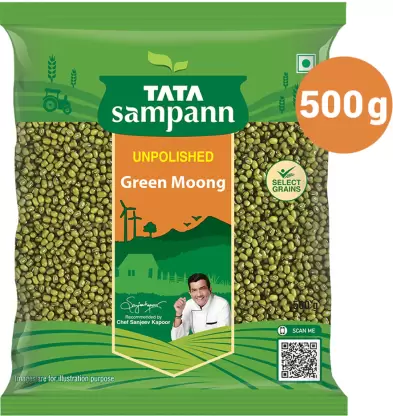 TATA
sampann
500 g
UNPOLISHED
Green Moong
SELECT
GRAINS
Recommended by
Chef Sanjeev Kapoor
500 g
SCAN ME
Images are for illustration purpose